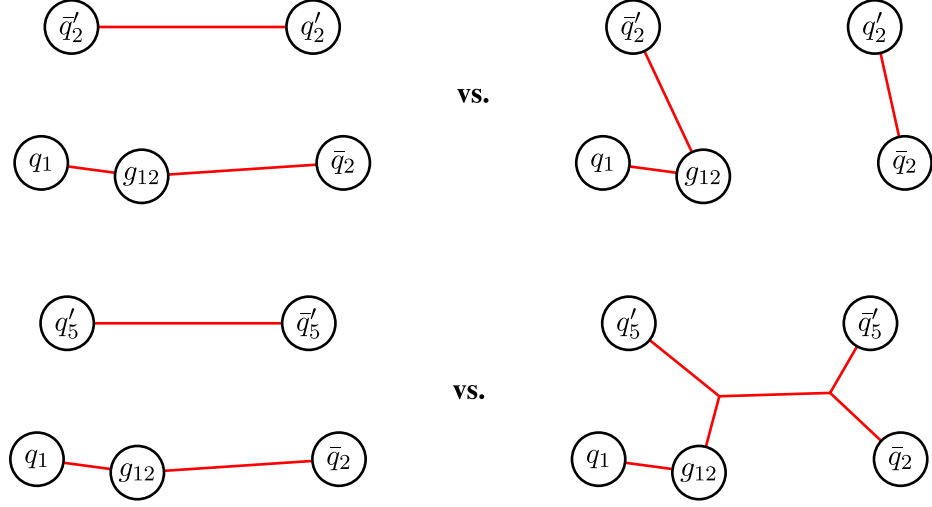 q̄′₂ q′₂ q̄′₂ q′₂
vs.
q₁ g₁₂ q̄₂ q₁ g₁₂ q̄₂
q′₅ q̄′₅ q′₅ q̄′₅
vs.
q₁ g₁₂ q̄₂ q₁ g₁₂ q̄₂